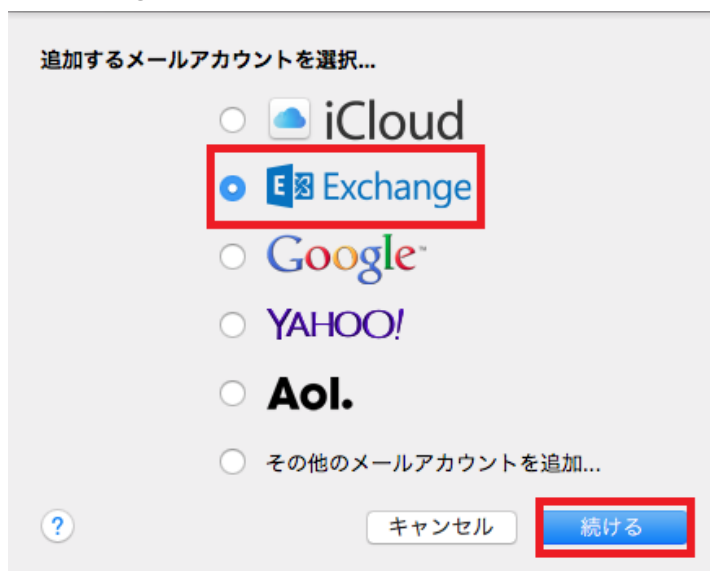 追加するメールアカウントを選択...
iCloud
E Exchange
Google™
YAHOO!
Aol.
その他のメールアカウントを追加...
?
キャンセル 続ける